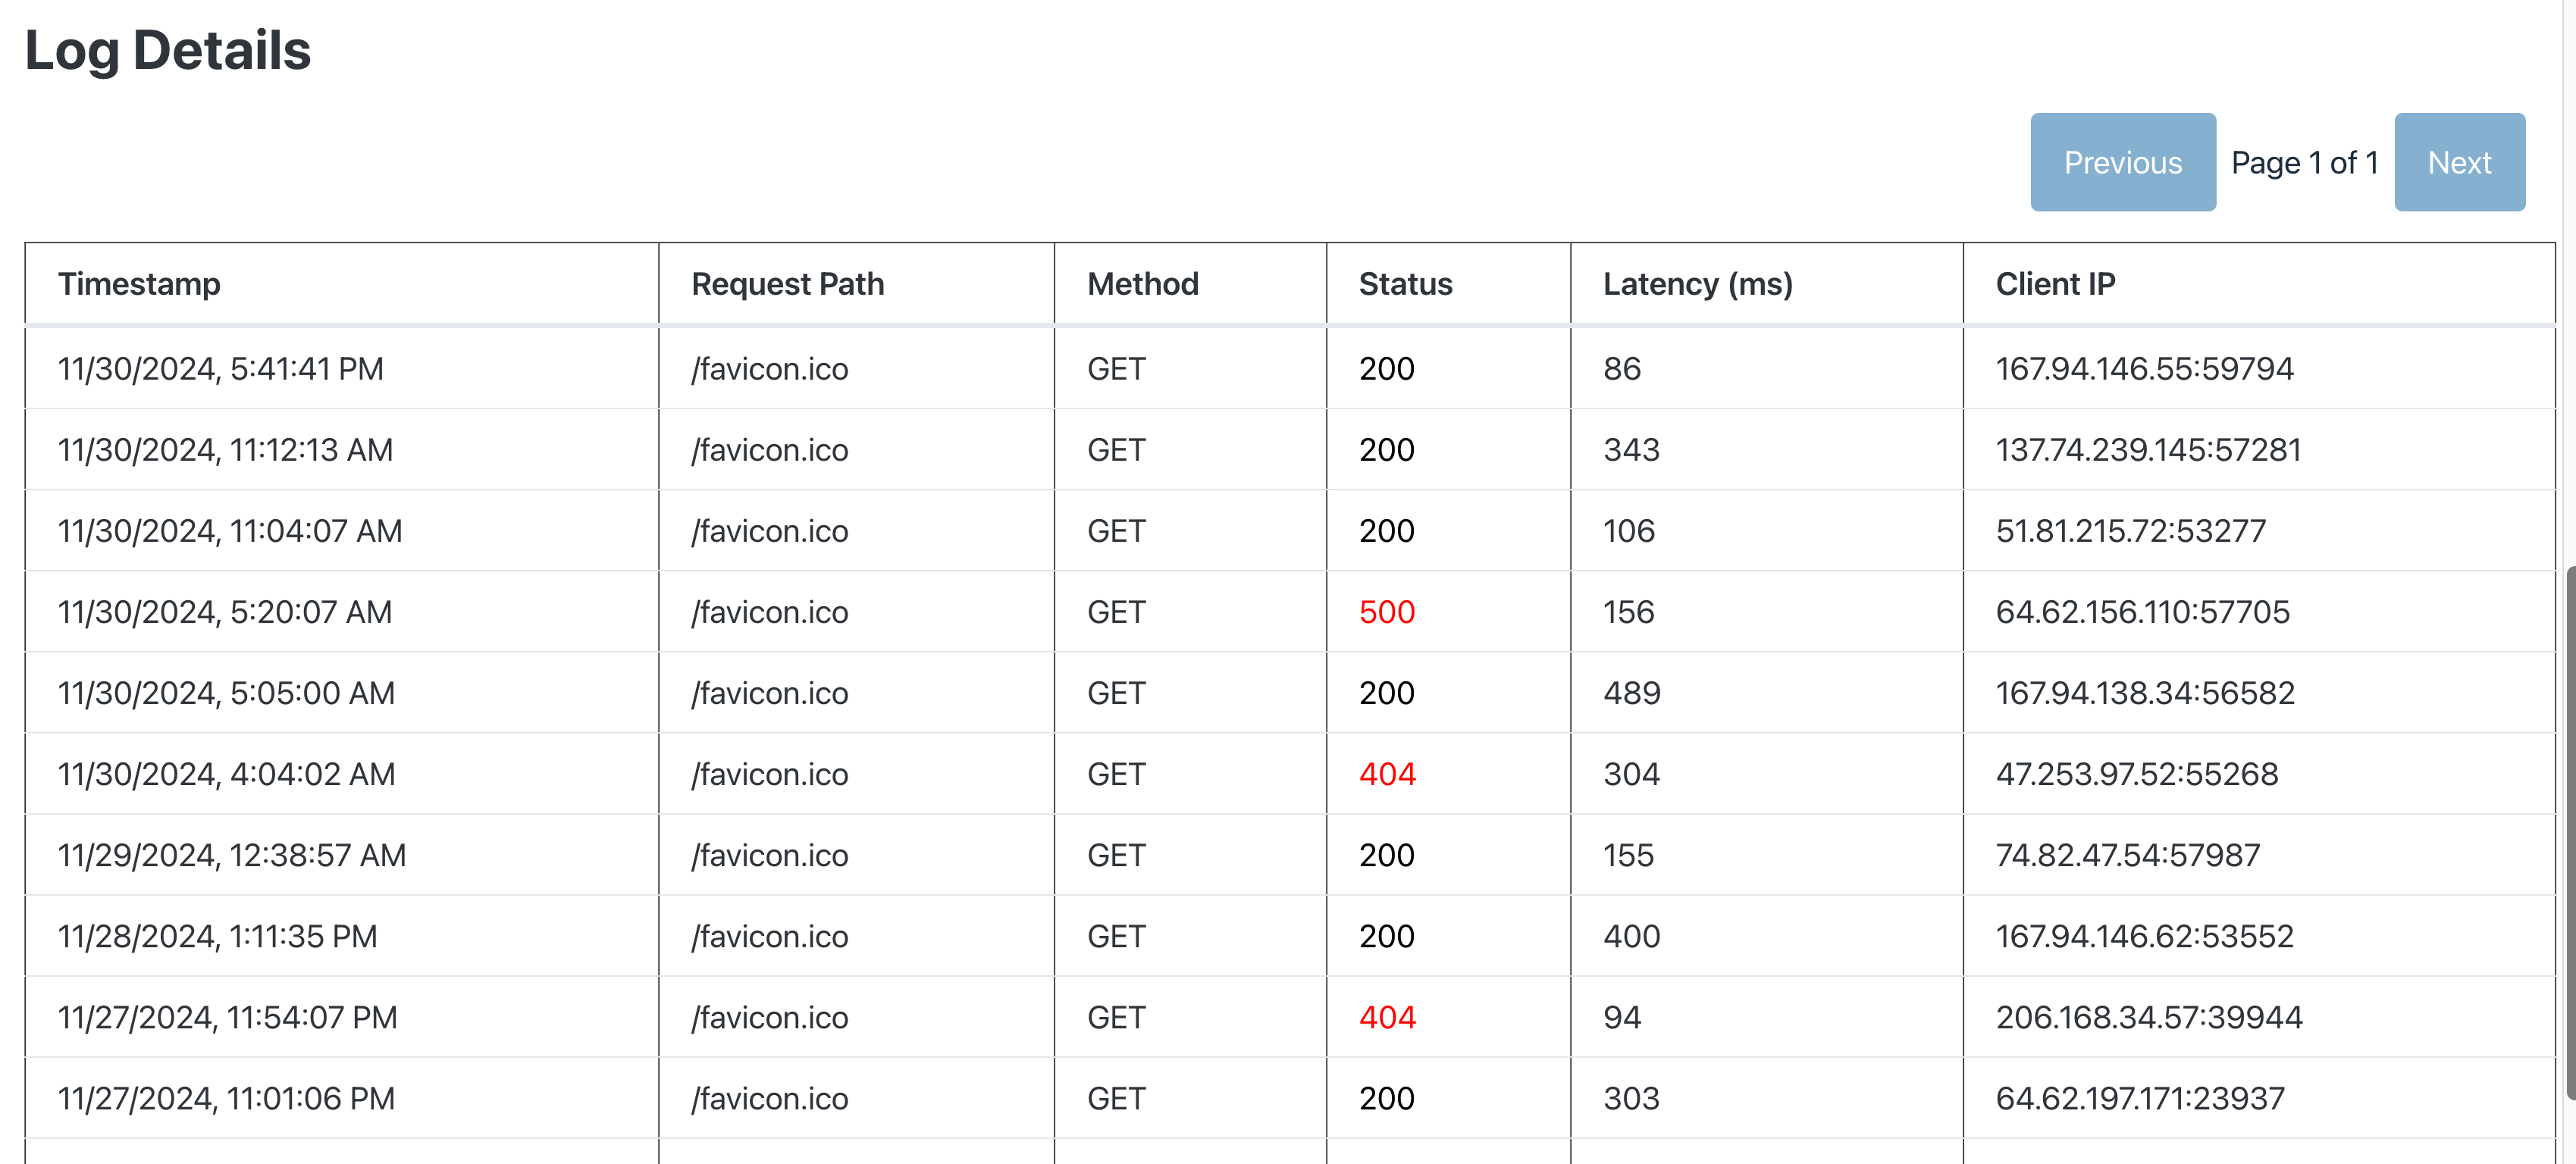 Log Details
Previous Page 1 of 1 Next
Timestamp Request Path Method Status Latency (ms) Client IP
11/30/2024, 5:41:41 PM /favicon.ico GET 200 86 167.94.146.55:59794
11/30/2024, 11:12:13 AM /favicon.ico GET 200 343 137.74.239.145:57281
11/30/2024, 11:04:07 AM /favicon.ico GET 200 106 51.81.215.72:53277
11/30/2024, 5:20:07 AM /favicon.ico GET 500 156 64.62.156.110:57705
11/30/2024, 5:05:00 AM /favicon.ico GET 200 489 167.94.138.34:56582
11/30/2024, 4:04:02 AM /favicon.ico GET 404 304 47.253.97.52:55268
11/29/2024, 12:38:57 AM /favicon.ico GET 200 155 74.82.47.54:57987
11/28/2024, 1:11:35 PM /favicon.ico GET 200 400 167.94.146.62:53552
11/27/2024, 11:54:07 PM /favicon.ico GET 404 94 206.168.34.57:39944
11/27/2024, 11:01:06 PM /favicon.ico GET 200 303 64.62.197.171:23937